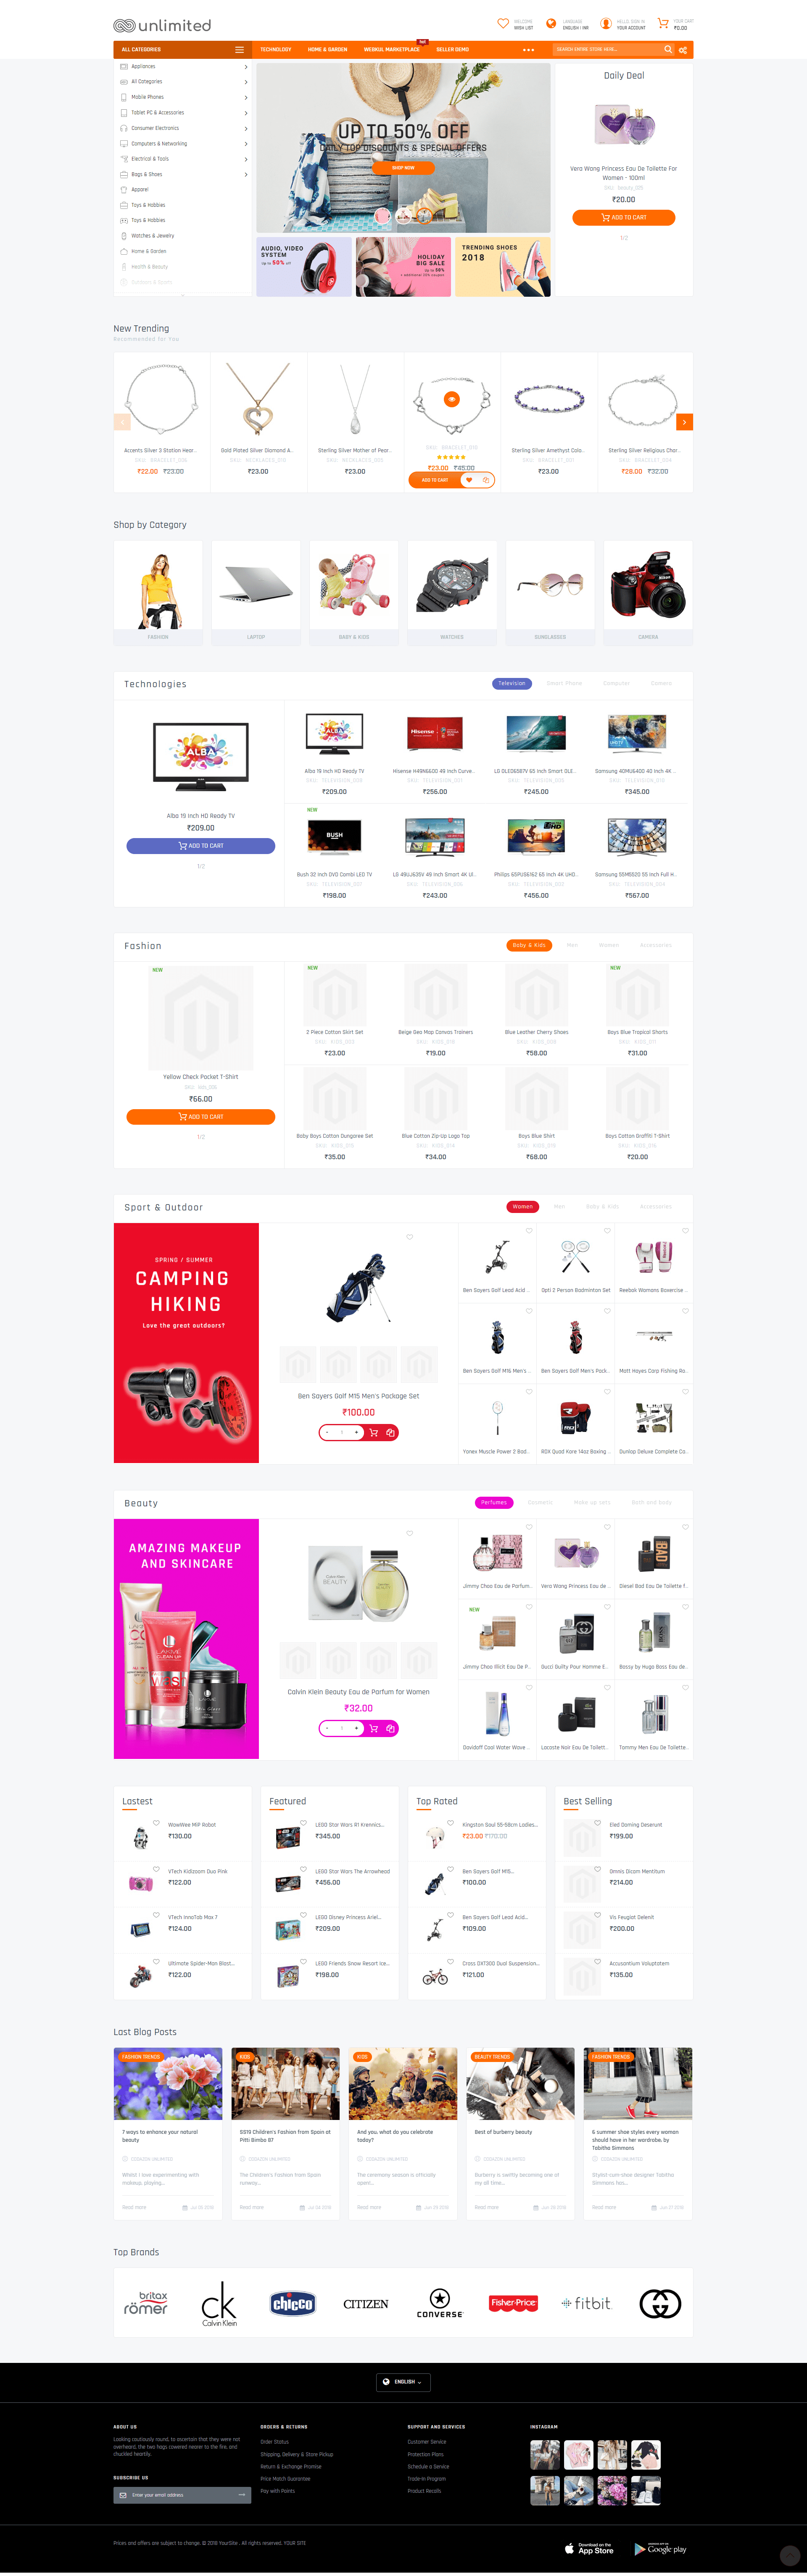 unlimited
WELCOME
WISH LIST
LANGUAGE
ENGLISH / INR
HELLO, SIGN IN
YOUR ACCOUNT
YOUR CART
₹0.00
ALL CATEGORIES
TECHNOLOGY
HOME & GARDEN
WEBKUL MARKETPLACE
SELLER DEMO
SEARCH ENTIRE STORE HERE...
Appliances
All Categories
Mobile Phones
Tablet PC & Accessories
Consumer Electronics
Computers & Networking
Electrical & Tools
Bags & Shoes
Apparel
Toys & Hobbies
Toys & Hobbies
Watches & Jewelry
Home & Garden
Health & Beauty
UP TO 50% OFF
DAILY TOP DISCOUNTS & SPECIAL OFFERS
SHOP NOW
AUDIO, VIDEO
SYSTEM
Up to 50% off
HOLIDAY
BIG SALE
Up to 50%
TRENDING SHOES
2018
Daily Deal
Vera Wang Princess Eau De Toilette For
Women - 100ml
₹20.00
ADD TO CART
1/2
New Trending
Recommended For You
Accents Silver 3 Station Hear..
₹22.00 ₹23.00
Gold Plated Silver Diamond A..
₹23.00
Sterling Silver Mother of Pear..
₹23.00
₹23.00 ₹45.00
ADD TO CART
Sterling Silver Amethyst Colo..
₹23.00
Sterling Silver Religious Char..
₹28.00 ₹32.00
Shop by Category
FASHION
LAPTOP
BABY & KIDS
WATCHES
SUNGLASSES
CAMERA
Technologies
Television
Smart Phone
Computer
Camera
Alba 19 Inch HD Ready TV
₹209.00
ADD TO CART
1/2
Alba 19 Inch HD Ready TV
₹209.00
Hisense H49N6600 49 Inch Curve..
₹256.00
LG OLED65B7V 65 Inch Smart OLE..
₹245.00
Samsung 40MU6400 40 Inch 4K ..
₹345.00
NEW
Bush 32 Inch DVD Combi LED TV
₹198.00
LG 49UJ635V 49 Inch Smart 4K Ul..
₹243.00
Philips 65PUS6162 65 Inch 4K UHD..
₹456.00
Samsung 55M5520 55 Inch Full H..
₹567.00
Fashion
Baby & Kids
Men
Women
Accessories
NEW
Yellow Check Pocket T-Shirt
₹66.00
ADD TO CART
1/2
NEW
2 Piece Cotton Skirt Set
₹23.00
Beige Geo Map Canvas Trainers
₹19.00
Blue Leather Cherry Shoes
₹58.00
NEW
Boys Blue Tropical Shorts
₹31.00
Baby Boys Cotton Dungaree Set
₹35.00
Blue Cotton Zip-Up Logo Top
₹34.00
Boys Blue Shirt
₹68.00
Boys Cotton Graffiti T-Shirt
₹20.00
Sport & Outdoor
Women
Men
Baby & Kids
Accessories
SPRING / SUMMER
CAMPING
HIKING
Love the great outdoors?
Ben Sayers Golf M15 Men's Package Set
₹100.00
- 1 +
Ben Sayers Golf Lead Acid ..
Opti 2 Person Badminton Set
Reebok Womans Boxercise ..
Ben Sayers Golf M16 Men's ..
Ben Sayers Golf Men's Pack..
Matt Hayes Carp Fishing Ro..
Yonex Muscle Power 2 Bad..
RDX Quad Kore 14oz Boxing ..
Dunlop Deluxe Complete Ca..
Beauty
Perfumes
Cosmetic
Make up sets
Bath and body
AMAZING MAKEUP
AND SKINCARE
Calvin Klein Beauty Eau de Parfum for Women
₹32.00
- 1 +
Jimmy Choo Eau de Parfum..
Vera Wang Princess Eau de ..
Diesel Bad Eau De Toilette f..
NEW
Jimmy Choo Illicit Eau De P..
Gucci Guilty Pour Homme E..
Bossy by Hugo Boss Eau de..
Davidoff Cool Water Wave ..
Lacoste Noir Eau De Toilett..
Tommy Men Eau De Toilette..
Lastest
WowWee MiP Robot
₹130.00
VTech Kidizoom Duo Pink
₹122.00
VTech InnoTab Max 7
₹124.00
Ultimate Spider-Man Blast...
₹122.00
Featured
LEGO Star Wars R1 Krennics...
₹345.00
LEGO Star Wars The Arrowhead
₹456.00
LEGO Disney Princess Ariel...
₹209.00
LEGO Friends Snow Resort Ice...
₹198.00
Top Rated
Kingston Soul 55-58cm Ladies...
₹23.00 ₹170.00
Ben Sayers Golf M15...
₹100.00
Ben Sayers Golf Lead Acid...
₹109.00
Cross DXT300 Dual Suspension...
₹121.00
Best Selling
Eled Doming Deserunt
₹199.00
Omnis Dicam Mentitum
₹214.00
Vis Feugiat Delenit
₹200.00
Accusantium Voluptatem
₹135.00
Last Blog Posts
FASHION TRENDS
7 ways to enhance your natural
beauty
CODAZON UNLIMITED
Whilst I love experimenting with
makeup, playing...
Read more
KIDS
SS19 Children's Fashion from Spain at
Pitti Bimbo 87
CODAZON UNLIMITED
The Children's Fashion from Spain
runway...
Read more
KIDS
And you, what do you celebrate
today?
CODAZON UNLIMITED
The ceremony season is officially
open!...
Read more
BEAUTY TRENDS
Best of burberry beauty
CODAZON UNLIMITED
Burberry is swiftly becoming one of
my all time...
Read more
FASHION TRENDS
6 summer shoe styles every woman
should have in her wardrobe, by
Tabitha Simmons
CODAZON UNLIMITED
Stylist-cum-shoe designer Tabitha
Simmons has...
Read more
Top Brands
britax
römer
ck
Calvin Klein
chicco
CITIZEN
CONVERSE
Fisher-Price
fitbit
ENGLISH
ABOUT US
Looking cautiously round, to ascertain that they were not
overheard, the two hags cowered nearer to the fire, and
chuckled heartily.
SUBSCRIBE US
Enter your email address
ORDERS & RETURNS
Order Status
Shipping, Delivery & Store Pickup
Return & Exchange Promise
Price Match Guarantee
Pay with Points
SUPPORT AND SERVICES
Customer Service
Protection Plans
Schedule a Service
Trade-In Program
Product Recalls
INSTAGRAM
Prices and offers are subject to change. © 2018 YourSite . All rights reserved. YOUR SITE
Download on the
App Store
ANDROID APP ON
Google play